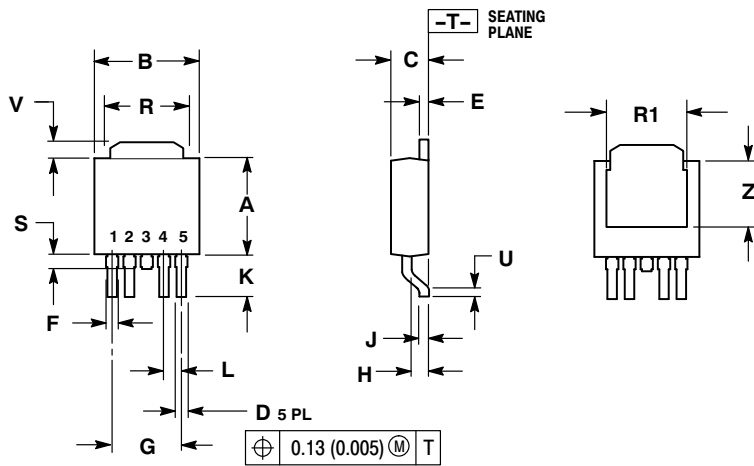 –T– SEATING PLANE
B
C
V
R
E
R1
A
Z
S
1 2 3 4 5
K
U
F
J
L
H
D 5 PL
G
⌖ 0.13 (0.005) Ⓜ T